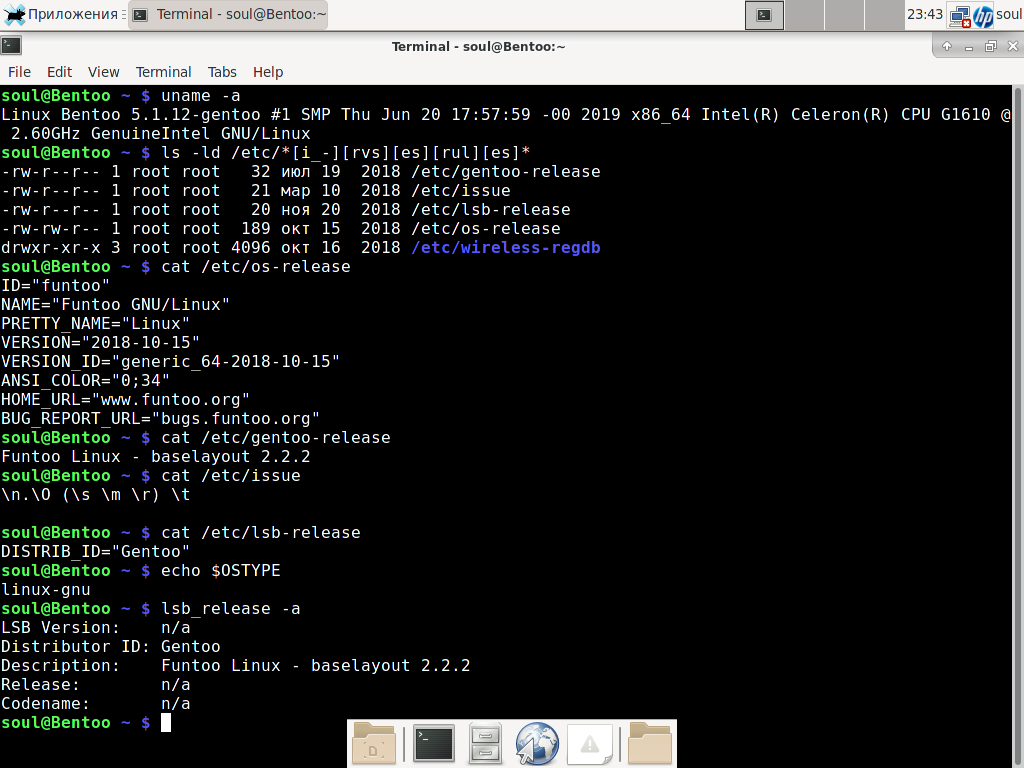 Приложения
Terminal - soul@Bentoo:~
23:43
hp
soul
Terminal - soul@Bentoo:~
File Edit View Terminal Tabs Help
soul@Bentoo ~ $ uname -a
Linux Bentoo 5.1.12-gentoo #1 SMP Thu Jun 20 17:57:59 -00 2019 x86_64 Intel(R) Celeron(R) CPU G1610 @
 2.60GHz GenuineIntel GNU/Linux
soul@Bentoo ~ $ ls -ld /etc/*[i_-][rvs][es][rul][es]*
-rw-r--r-- 1 root root   32 июл 19  2018 /etc/gentoo-release
-rw-r--r-- 1 root root   21 мар 10  2018 /etc/issue
-rw-r--r-- 1 root root   20 ноя 20  2018 /etc/lsb-release
-rw-rw-r-- 1 root root  189 окт 15  2018 /etc/os-release
drwxr-xr-x 3 root root 4096 окт 16  2018 /etc/wireless-regdb
soul@Bentoo ~ $ cat /etc/os-release
ID="funtoo"
NAME="Funtoo GNU/Linux"
PRETTY_NAME="Linux"
VERSION="2018-10-15"
VERSION_ID="generic_64-2018-10-15"
ANSI_COLOR="0;34"
HOME_URL="www.funtoo.org"
BUG_REPORT_URL="bugs.funtoo.org"
soul@Bentoo ~ $ cat /etc/gentoo-release
Funtoo Linux - baselayout 2.2.2
soul@Bentoo ~ $ cat /etc/issue
\n.\O (\s \m \r) \t

soul@Bentoo ~ $ cat /etc/lsb-release
DISTRIB_ID="Gentoo"
soul@Bentoo ~ $ echo $OSTYPE
linux-gnu
soul@Bentoo ~ $ lsb_release -a
LSB Version:    n/a
Distributor ID: Gentoo
Description:    Funtoo Linux - baselayout 2.2.2
Release:        n/a
Codename:       n/a
soul@Bentoo ~ $